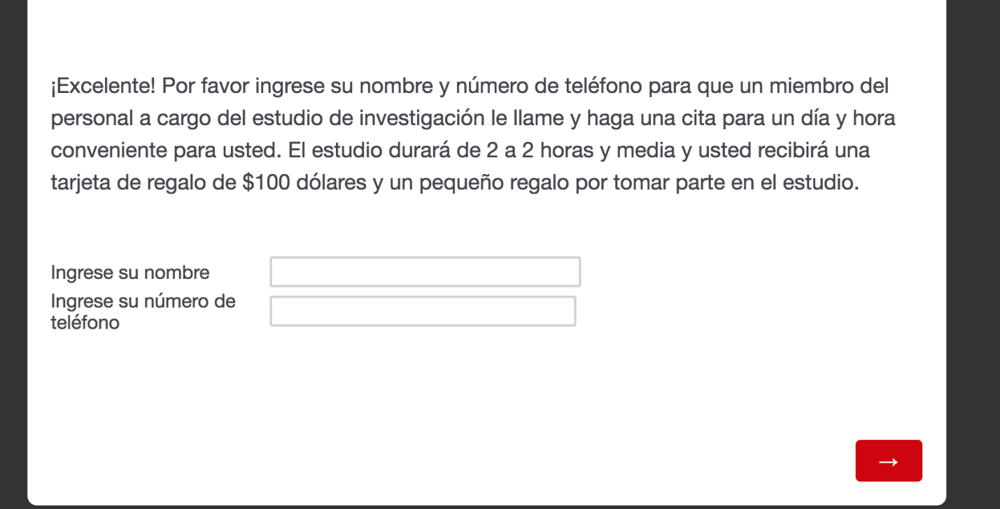 ¡Excelente! Por favor ingrese su nombre y número de teléfono para que un miembro del
personal a cargo del estudio de investigación le llame y haga una cita para un día y hora
conveniente para usted. El estudio durará de 2 a 2 horas y media y usted recibirá una
tarjeta de regalo de $100 dólares y un pequeño regalo por tomar parte en el estudio.
Ingrese su nombre
Ingrese su número de
teléfono
→